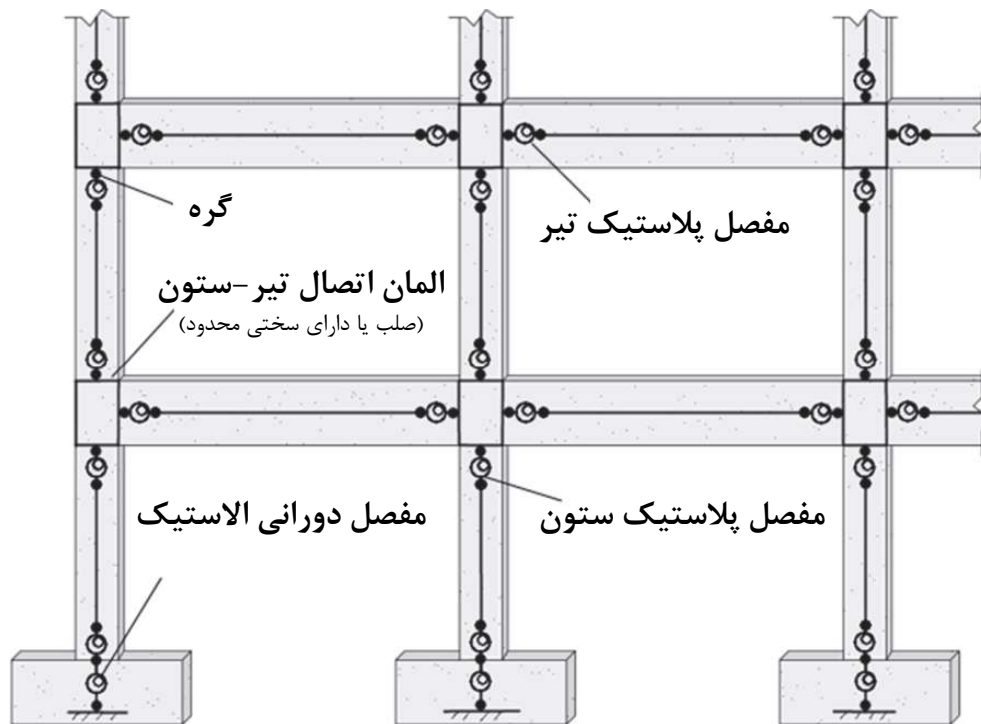 گره
مفصل پلاستیک تیر
المان اتصال تیر-ستون
(صلب یا دارای سختی محدود)
مفصل دورانی الاستیک
مفصل پلاستیک ستون